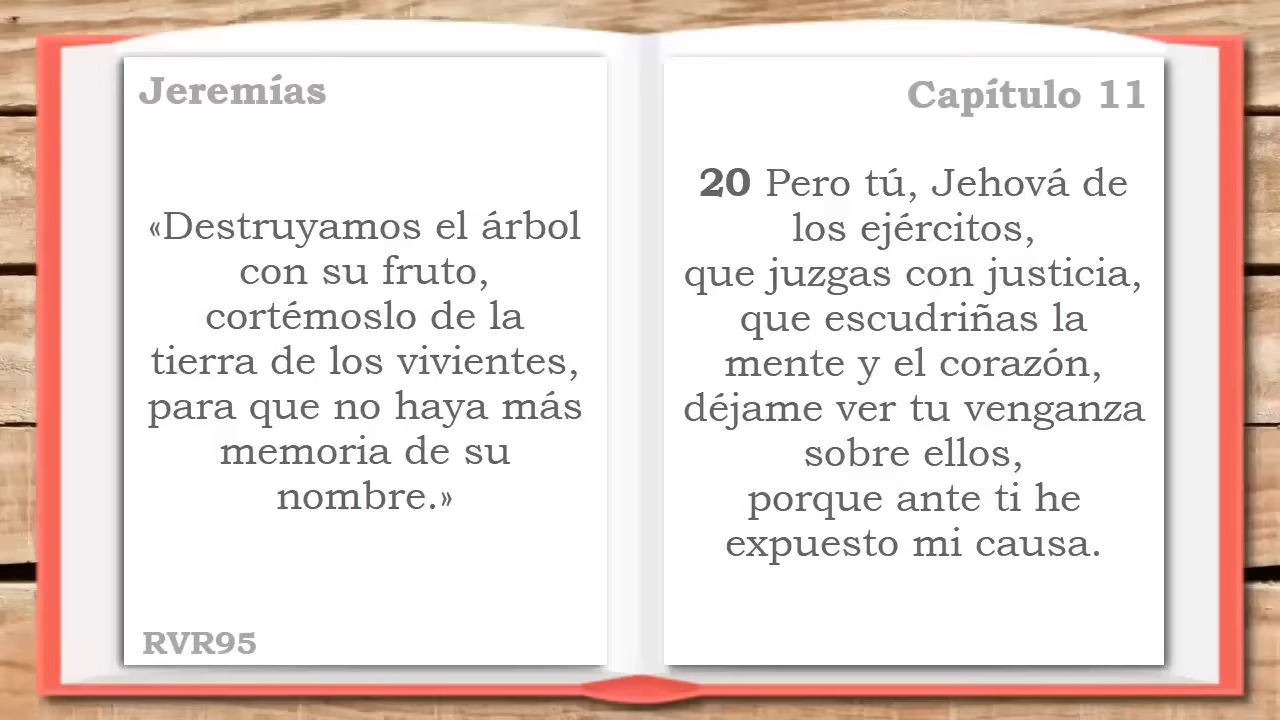 Jeremías
«Destruyamos el árbol
con su fruto,
cortémoslo de la
tierra de los vivientes,
para que no haya más
memoria de su
nombre.»
RVR95
Capítulo 11
20 Pero tú, Jehová de
los ejércitos,
que juzgas con justicia,
que escudriñas la
mente y el corazón,
déjame ver tu venganza
sobre ellos,
porque ante ti he
expuesto mi causa.